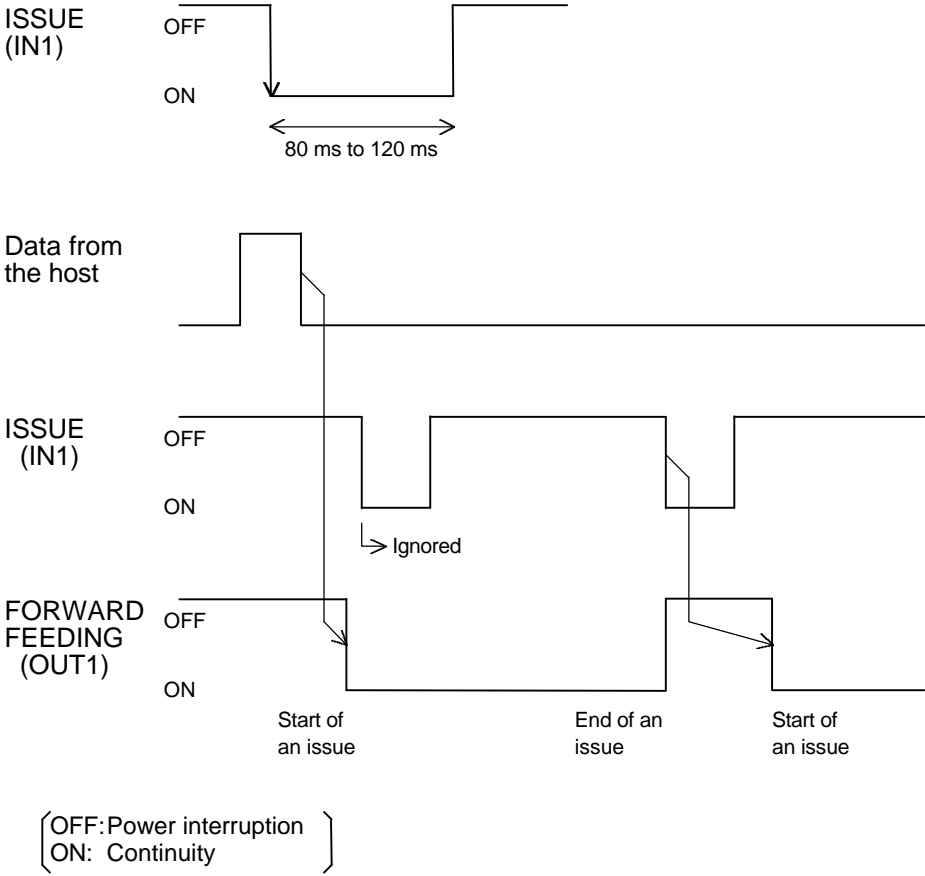 ISSUE
(IN1)
OFF
ON
80 ms to 120 ms
Data from
the host
ISSUE
(IN1)
OFF
ON
Ignored
FORWARD
FEEDING
(OUT1)
OFF
ON
Start of
an issue
End of an
issue
Start of
an issue
OFF:Power interruption
ON: Continuity